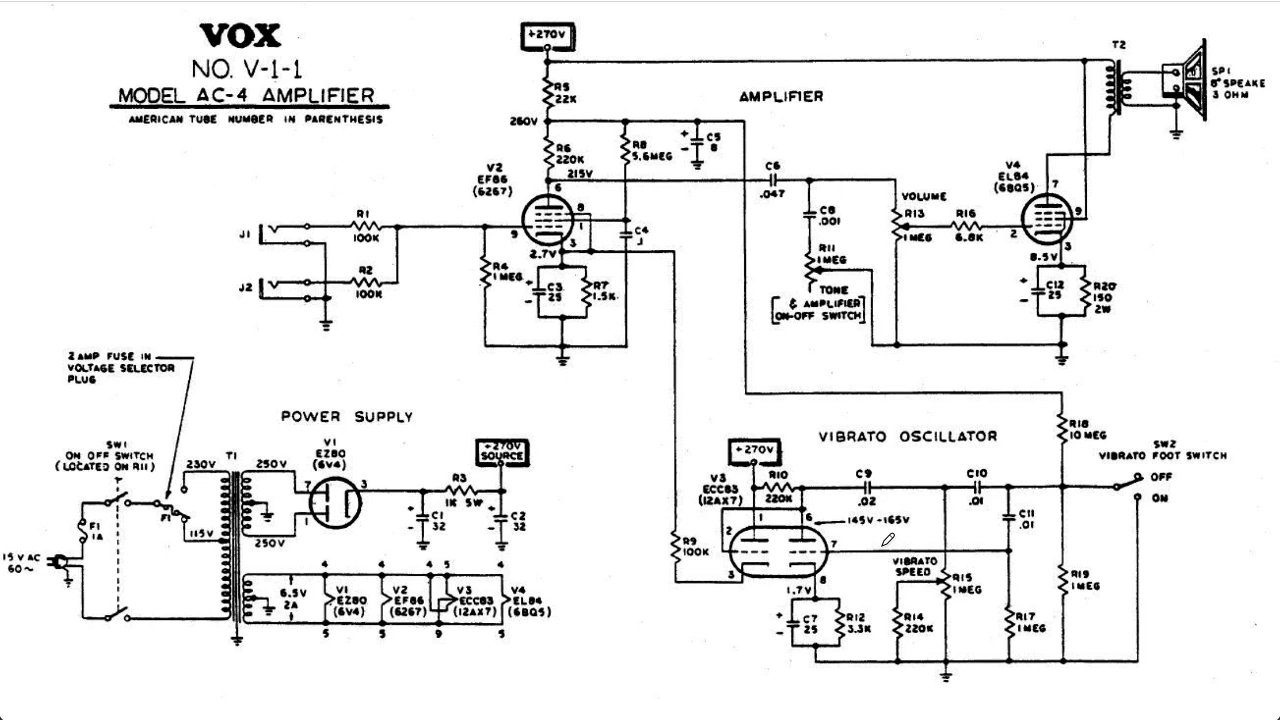 VOX
NO. V-1-1
MODEL AC-4 AMPLIFIER
AMERICAN TUBE NUMBER IN PARENTHESIS
+270V
AMPLIFIER
T2
SP1
8" SPEAKE
3 OHM
R5
22K
260V
R6
220K
R8
5.6MEG
+
-
C5
8
V2
EF86
(6267)
215V
6
8
1
9
3
2.7V
C6
.047
C8
.001
VOLUME
R13
1MEG
R16
6.8K
V4
EL84
(6BQ5)
7
9
2
3
8.5V
J1
R1
100K
J2
R2
100K
R4
1MEG
C4
.1
+
-
C3
25
R7
1.5K
R11
1MEG
TONE
[& AMPLIFIER
ON-OFF SWITCH]
+
-
C12
25
R20
150
2W
2 AMP FUSE IN
VOLTAGE SELECTOR
PLUG
POWER SUPPLY
SW1
ON OFF SWITCH
(LOCATED ON R11)
230V
T1
250V
V1
EZ80
(6V4)
7
3
1
R3
1K 5W
+270V
SOURCE
F1
1A
F1
115V
250V
+
-
C1
32
+
-
C2
32
15 V AC
60~
6.5V
2A
4
V1
EZ80
(6V4)
5
4
V2
EF86
(6267)
5
4 5
V3
ECC83
(12AX7)
9
4
V4
EL84
(6BQ5)
5
VIBRATO OSCILLATOR
+270V
V3
ECC83
(12AX7)
R10
220K
C9
.02
C10
.01
R18
10 MEG
SW2
VIBRATO FOOT SWITCH
OFF
ON
1
6
2
7
3
8
145V-165V
C11
.01
R9
100K
VIBRATO
SPEED
R15
1MEG
R19
1MEG
1.7V
+
-
C7
25
R12
3.3K
R14
220K
R17
1MEG